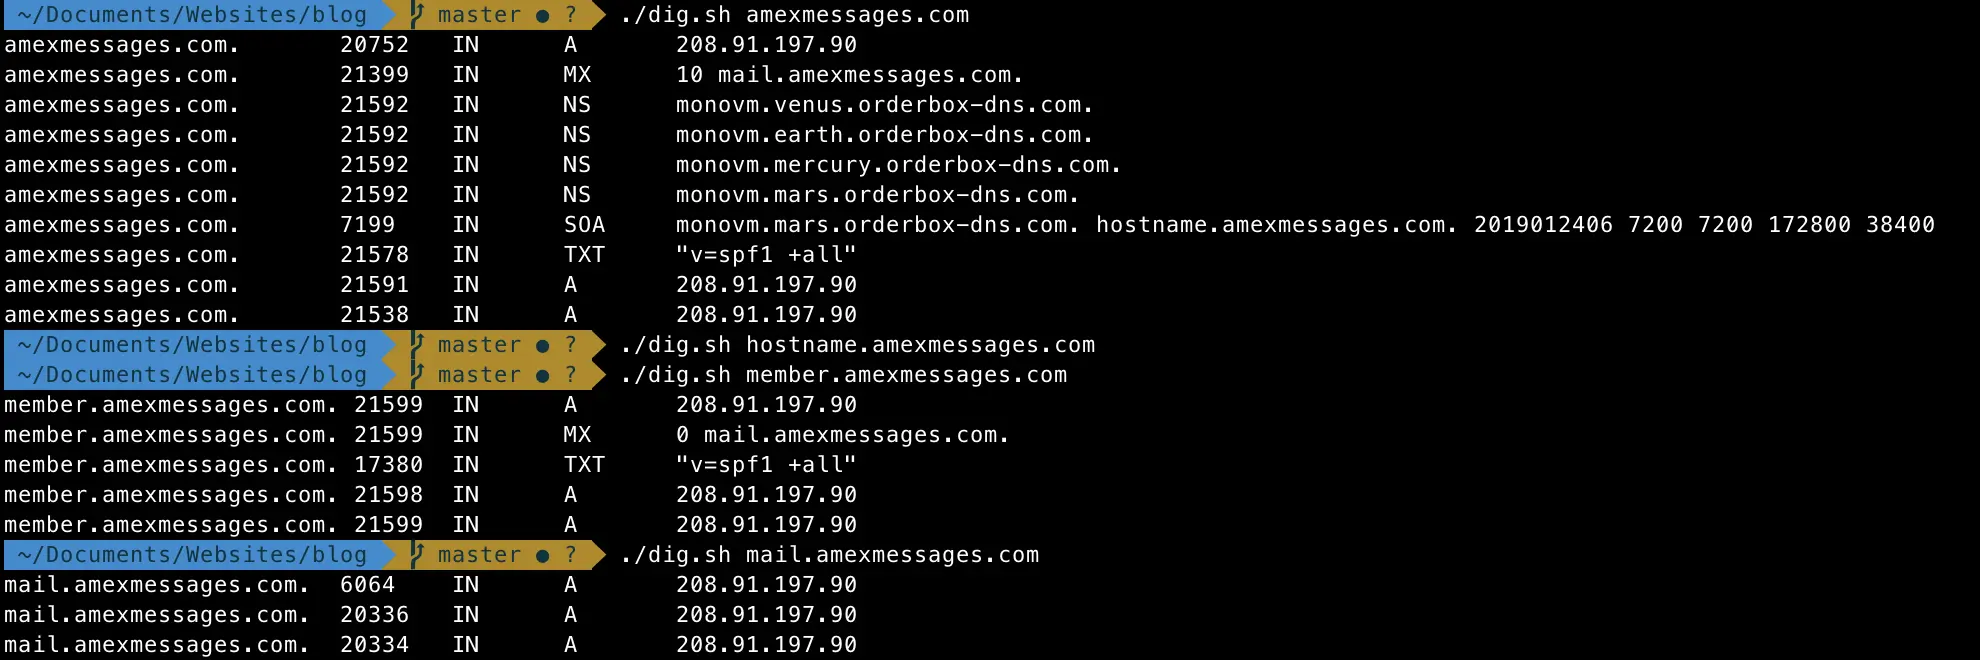 ~/Documents/Websites/blog master ● ? ./dig.sh amexmessages.com
amexmessages.com. 20752 IN A 208.91.197.90
amexmessages.com. 21399 IN MX 10 mail.amexmessages.com.
amexmessages.com. 21592 IN NS monovm.venus.orderbox-dns.com.
amexmessages.com. 21592 IN NS monovm.earth.orderbox-dns.com.
amexmessages.com. 21592 IN NS monovm.mercury.orderbox-dns.com.
amexmessages.com. 21592 IN NS monovm.mars.orderbox-dns.com.
amexmessages.com. 7199 IN SOA monovm.mars.orderbox-dns.com. hostname.amexmessages.com. 2019012406 7200 7200 172800 38400
amexmessages.com. 21578 IN TXT "v=spf1 +all"
amexmessages.com. 21591 IN A 208.91.197.90
amexmessages.com. 21538 IN A 208.91.197.90
~/Documents/Websites/blog master ● ? ./dig.sh hostname.amexmessages.com
~/Documents/Websites/blog master ● ? ./dig.sh member.amexmessages.com
member.amexmessages.com. 21599 IN A 208.91.197.90
member.amexmessages.com. 21599 IN MX 0 mail.amexmessages.com.
member.amexmessages.com. 17380 IN TXT "v=spf1 +all"
member.amexmessages.com. 21598 IN A 208.91.197.90
member.amexmessages.com. 21599 IN A 208.91.197.90
~/Documents/Websites/blog master ● ? ./dig.sh mail.amexmessages.com
mail.amexmessages.com. 6064 IN A 208.91.197.90
mail.amexmessages.com. 20336 IN A 208.91.197.90
mail.amexmessages.com. 20334 IN A 208.91.197.90